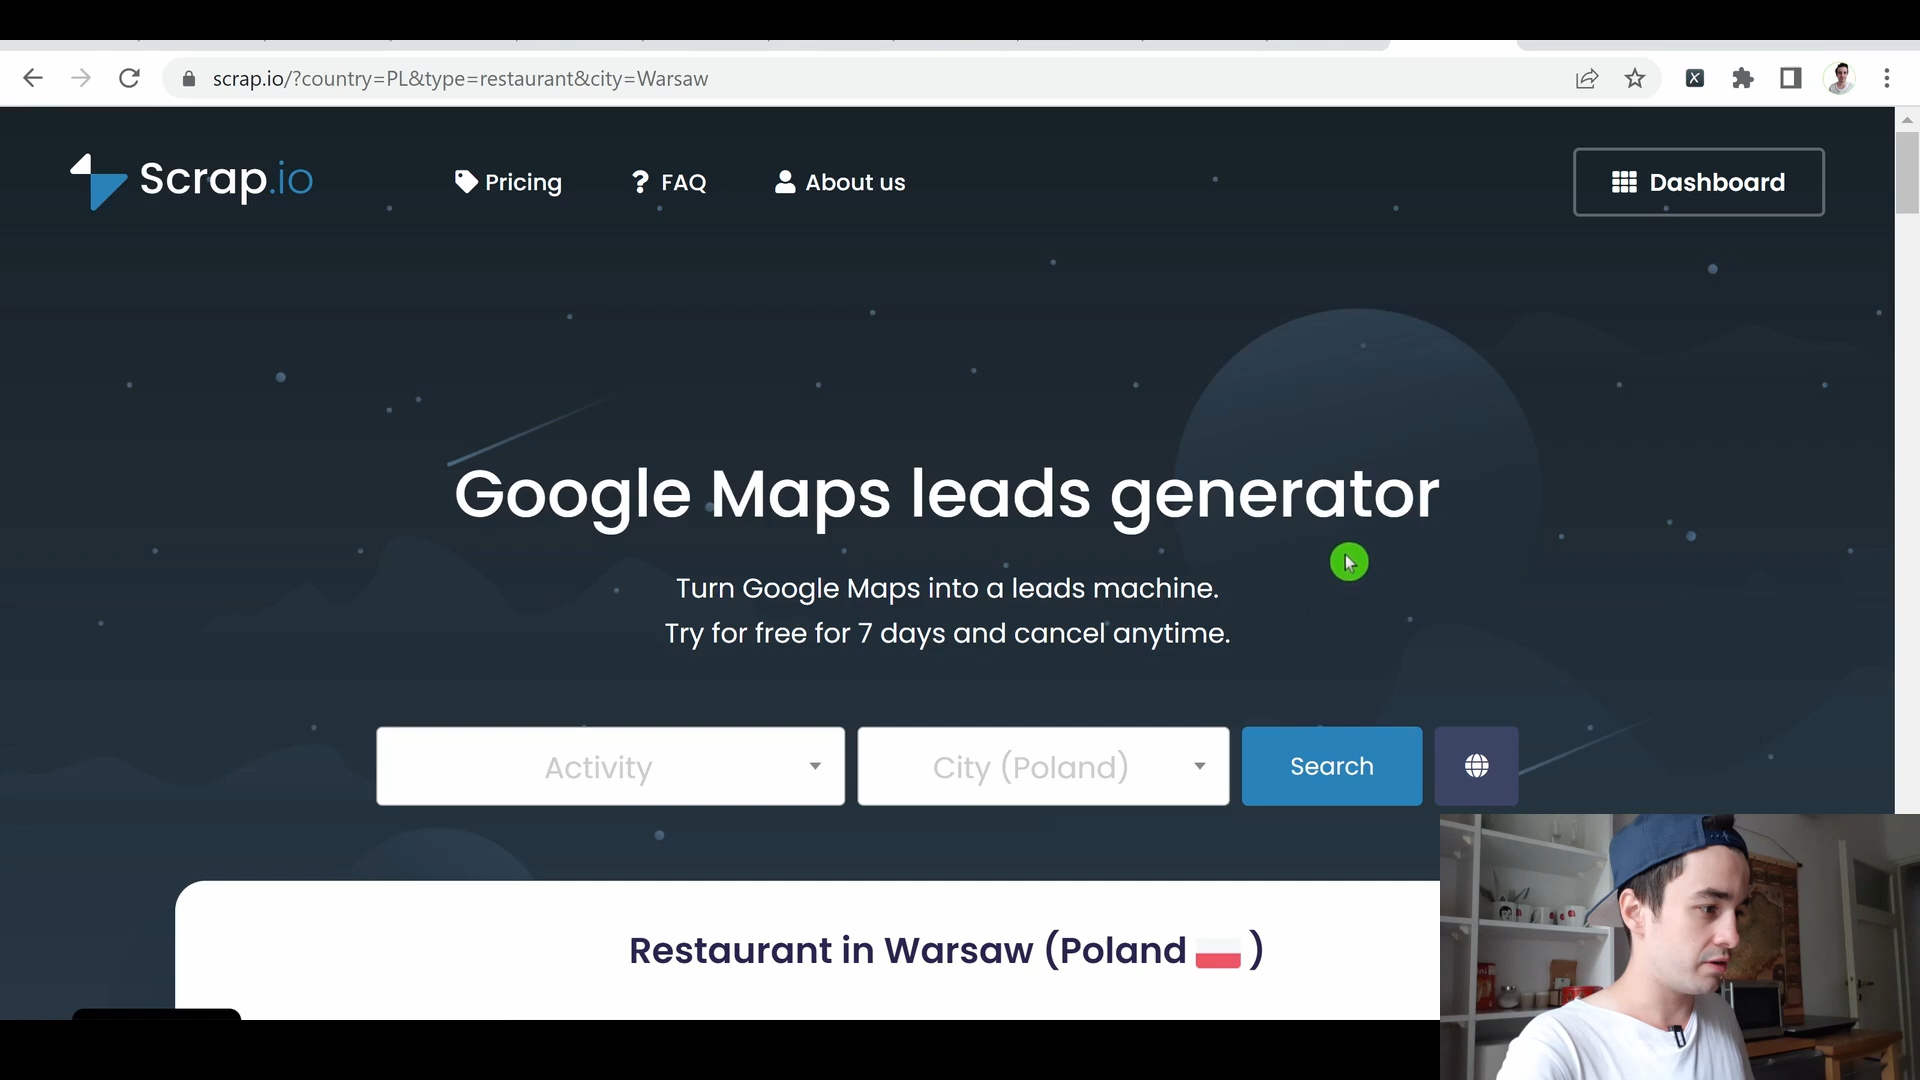 scrap.io/?country=PL&type=restaurant&city=Warsaw
Scrap.io
Pricing
? FAQ
About us
Dashboard
Google Maps leads generator
Turn Google Maps into a leads machine.
Try for free for 7 days and cancel anytime.
Activity
City (Poland)
Search
Restaurant in Warsaw (Poland )